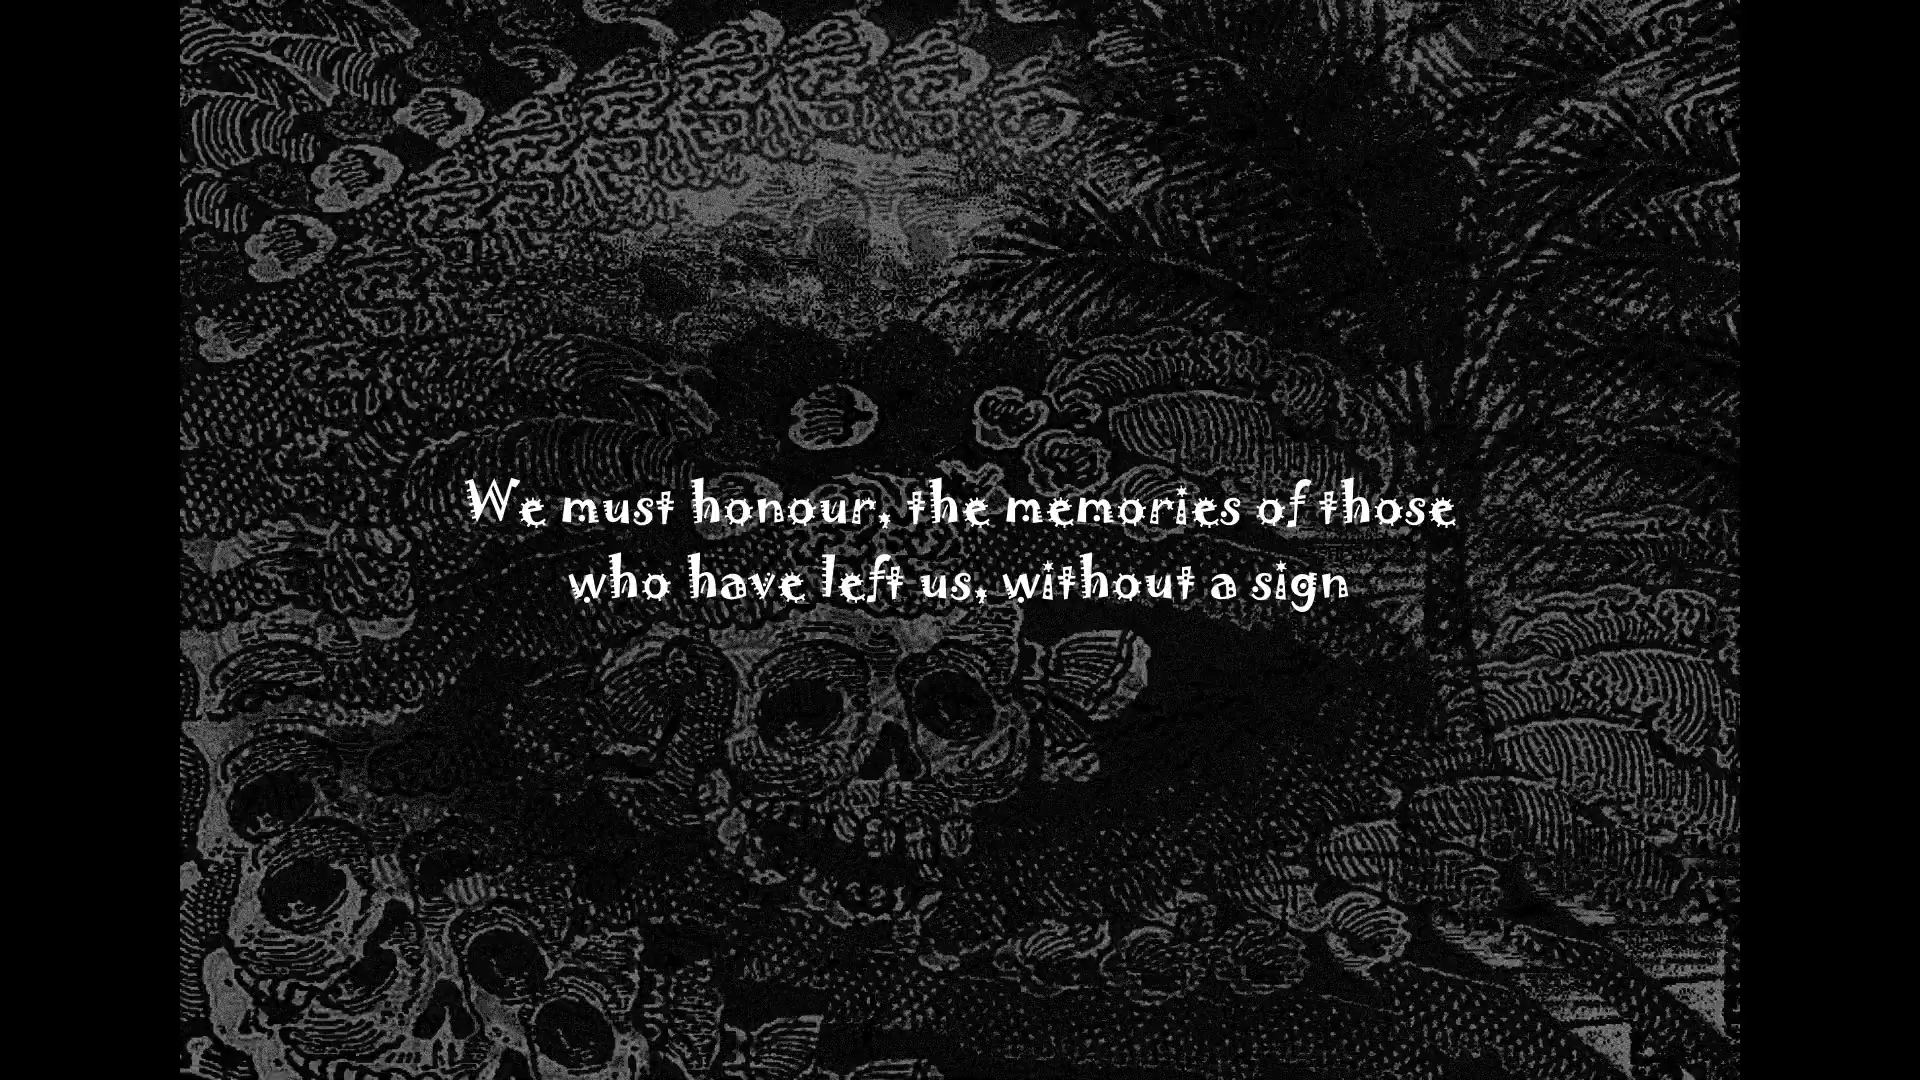 We must honour, the memories of those
who have left us, without a sign